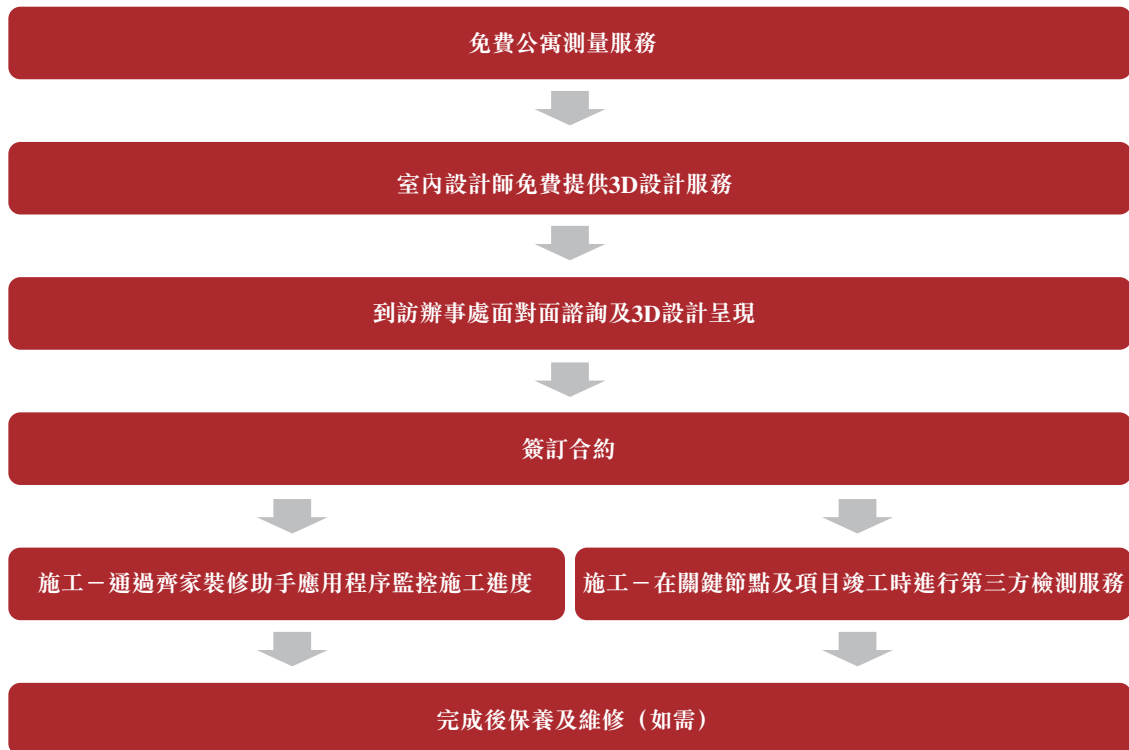 免費公寓測量服務
室內設計師免費提供3D設計服務
到訪辦事處面對面諮詢及3D設計呈現
簽訂合約
施工－通過齊家裝修助手應用程序監控施工進度
施工－在關鍵節點及項目竣工時進行第三方檢測服務
完成後保養及維修（如需）